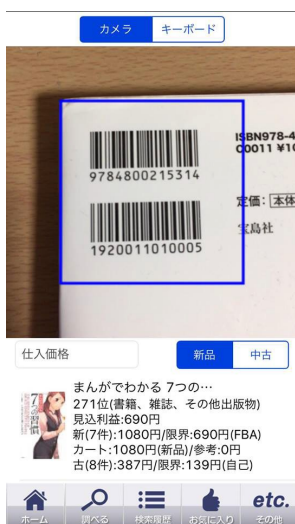 カメラ
キーボード
ISBN978-4
C0011 ¥10
9784800215314
定価：本体
宝島社
1920011010005
仕入価格
新品
中古
まんがでわかる 7つの…
271位(書籍、雑誌、その他出版物)
見込利益:690円
新(7件):1080円/限界:690円(FBA)
カート:1080円(新品)/参考:0円
古(8件):387円/限界:139円(自己)
7つの習慣
ホーム
調べる
検索履歴
お気に入り
etc.
その他